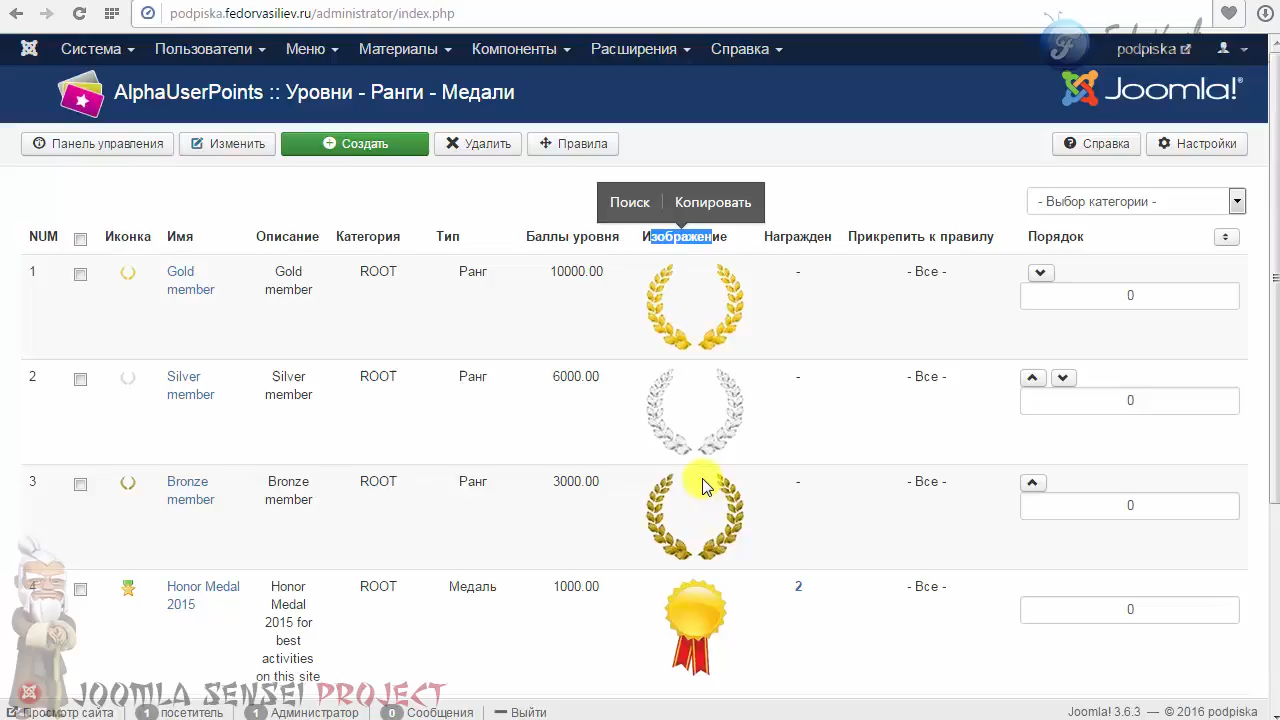 podpiska.fedorvasiliev.ru/administrator/index.php
Система Пользователи Меню Материалы Компоненты Расширения Справка podpiska
AlphaUserPoints :: Уровни - Ранги - Медали Joomla!®
Панель управления Изменить Создать Удалить Правила Справка Настройки
Поиск Копировать - Выбор категории -
NUM Иконка Имя Описание Категория Тип Баллы уровня Изображение Награжден Прикрепить к правилу Порядок
1 Gold member Gold member ROOT Ранг 10000.00 - - Все - 0
2 Silver member Silver member ROOT Ранг 6000.00 - - Все - 0
3 Bronze member Bronze member ROOT Ранг 3000.00 - - Все - 0
4 Honor Medal 2015 Honor Medal 2015 for best activities on this site ROOT Медаль 1000.00 2 - Все - 0
JOOMLA SENSEI PROJECT
Просмотр сайта 1 посетитель 1 Администратор 0 Сообщения Выйти Joomla! 3.6.3 — © 2016 podpiska